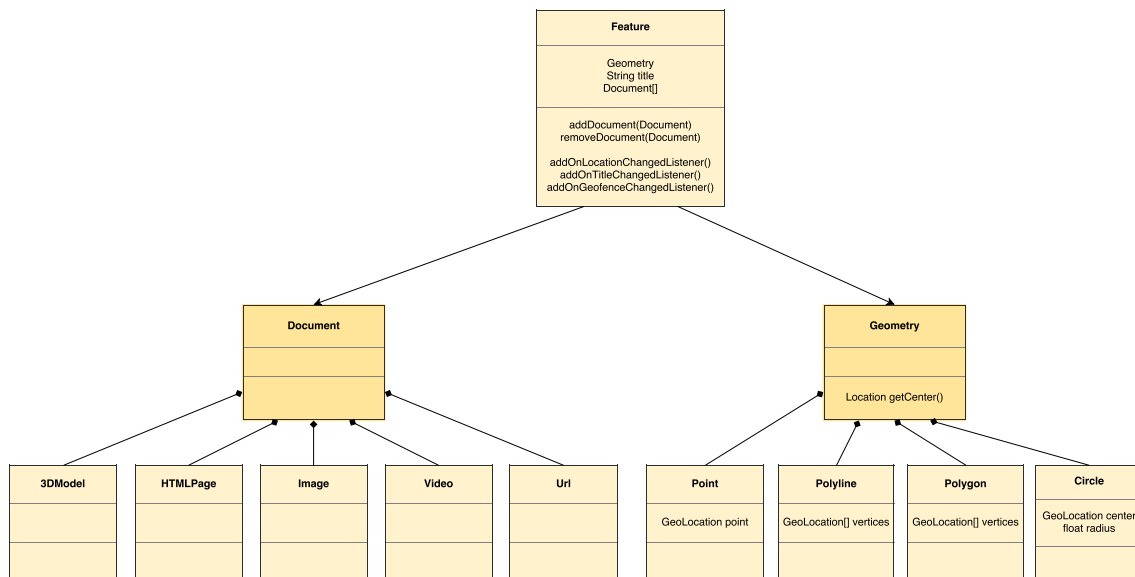 Feature
Geometry
String title
Document[]
addDocument(Document)
removeDocument(Document)
addOnLocationChangedListener()
addOnTitleChangedListener()
addOnGeofenceChangedListener()
Document
Geometry
Location getCenter()
3DModel
HTMLPage
Image
Video
Url
Point
GeoLocation point
Polyline
GeoLocation[] vertices
Polygon
GeoLocation[] vertices
Circle
GeoLocation center
float radius